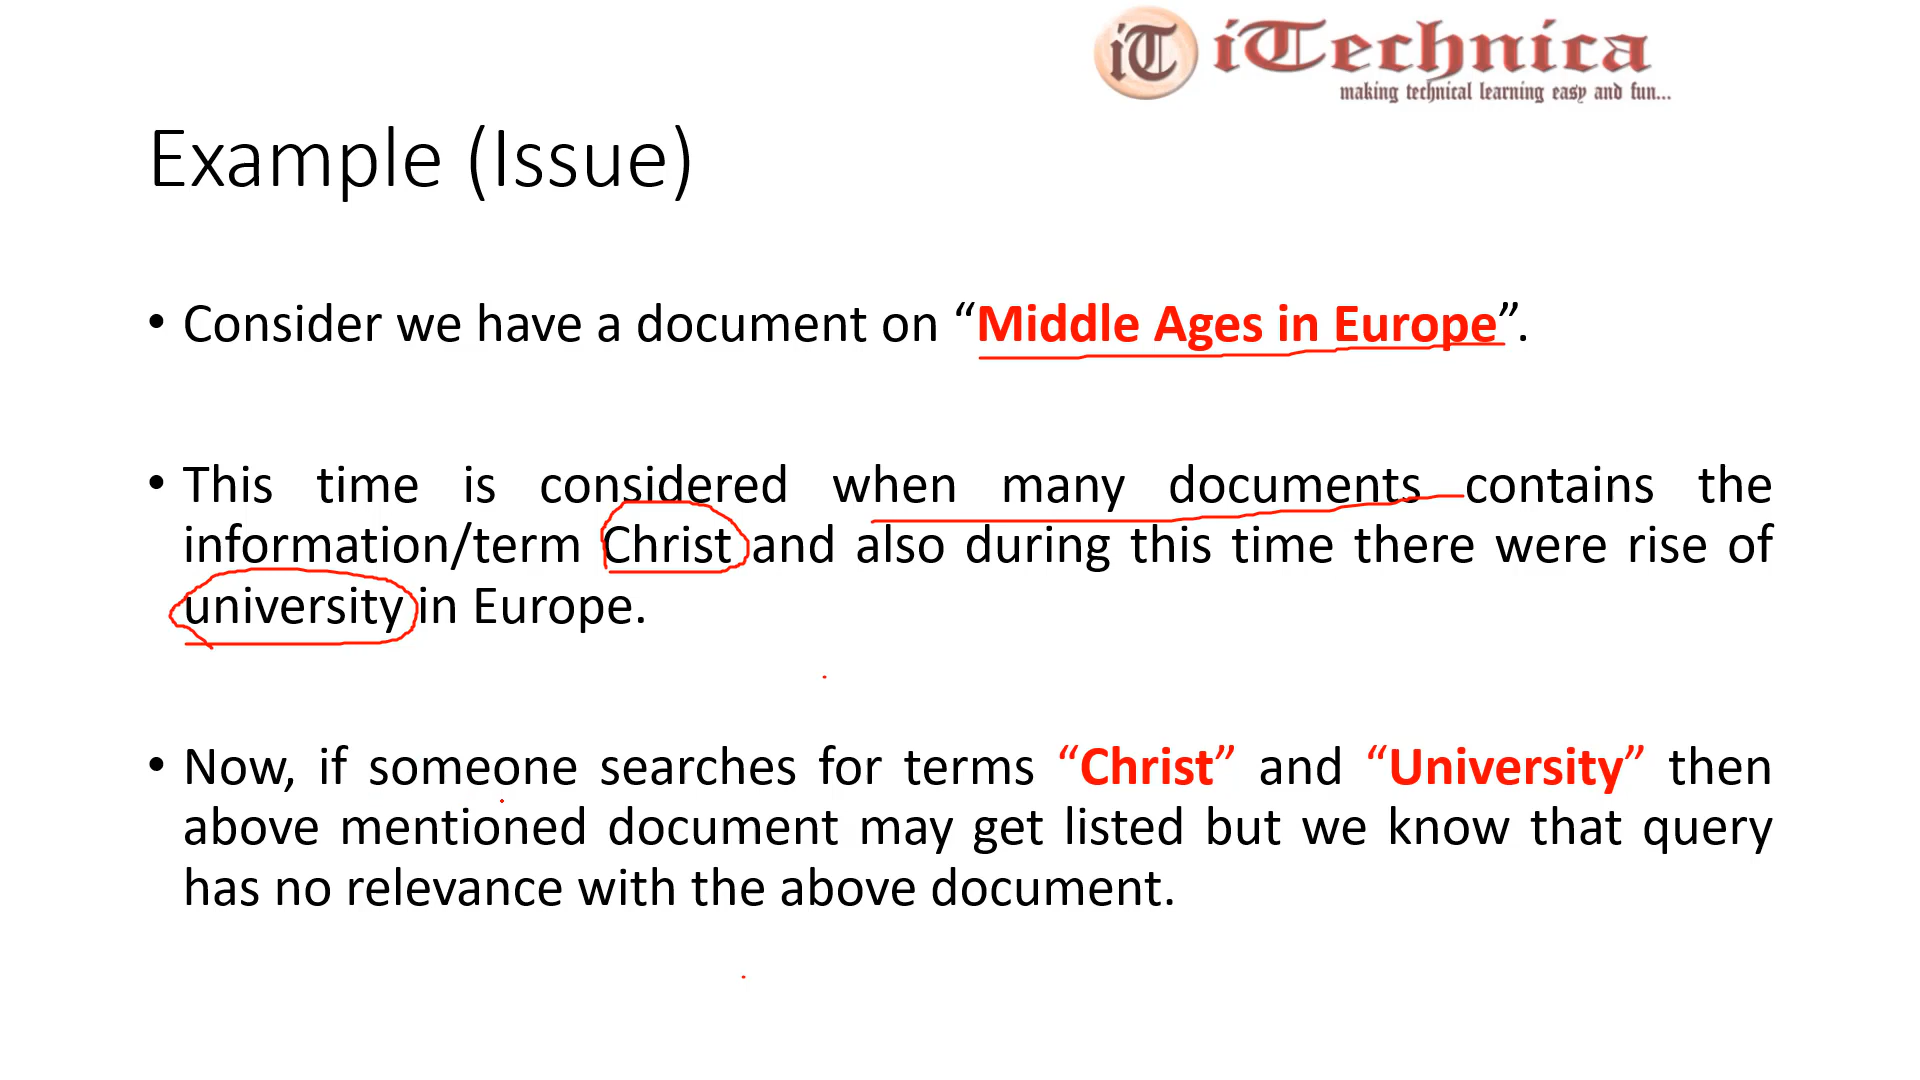 iT iTechnica
making technical learning easy and fun...
Example (Issue)
• Consider we have a document on “Middle Ages in Europe”.
• This time is considered when many documents contains the
information/term Christ and also during this time there were rise of
university in Europe.
• Now, if someone searches for terms “Christ” and “University” then
above mentioned document may get listed but we know that query
has no relevance with the above document.